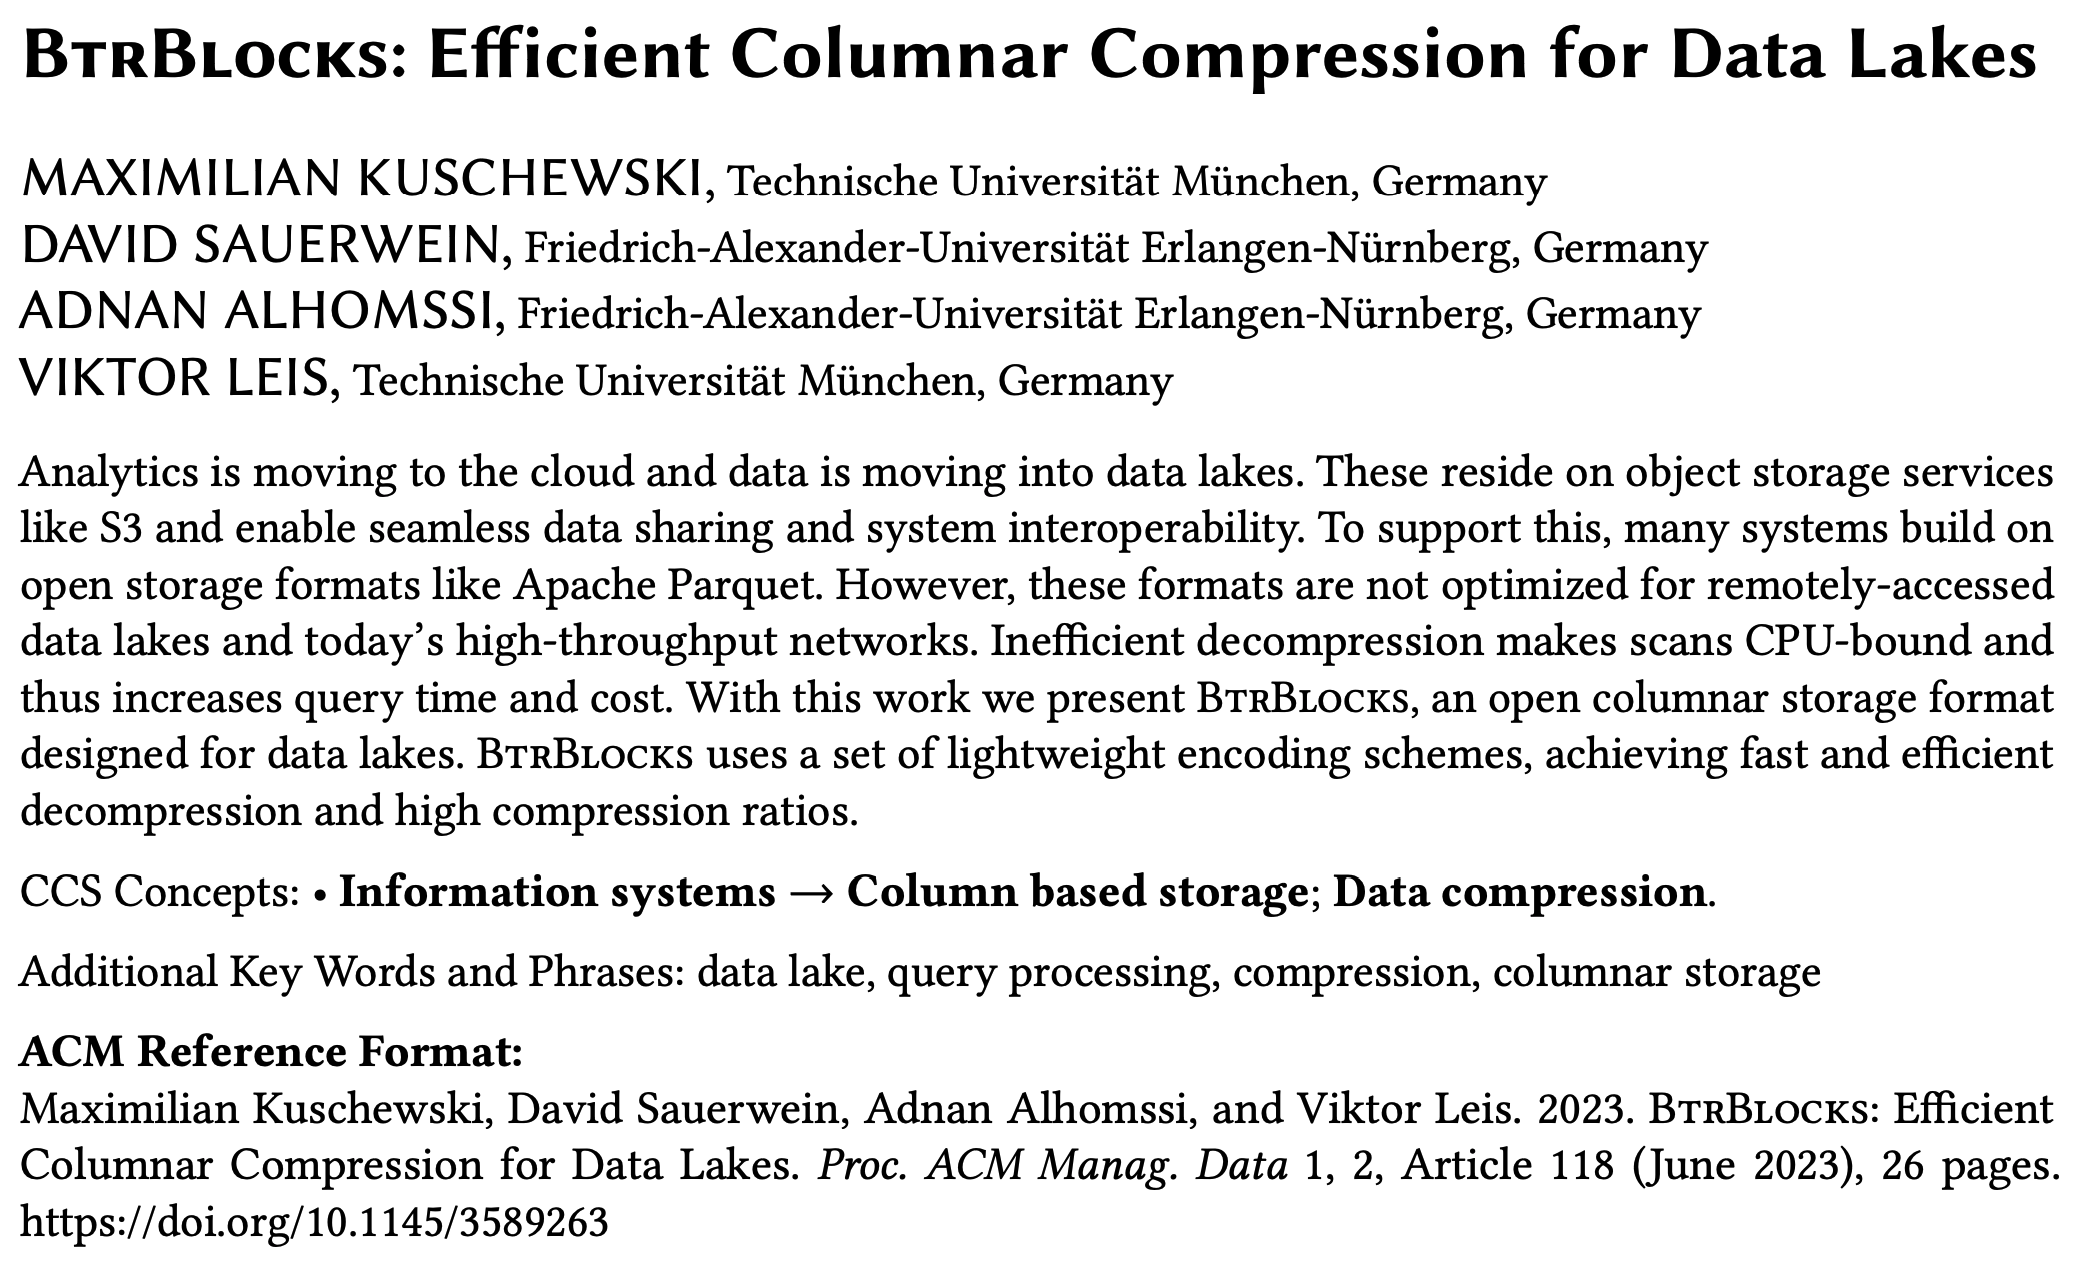 BtrBlocks: Efficient Columnar Compression for Data Lakes
MAXIMILIAN KUSCHEWSKI, Technische Universität München, Germany
DAVID SAUERWEIN, Friedrich-Alexander-Universität Erlangen-Nürnberg, Germany
ADNAN ALHOMSSI, Friedrich-Alexander-Universität Erlangen-Nürnberg, Germany
VIKTOR LEIS, Technische Universität München, Germany
Analytics is moving to the cloud and data is moving into data lakes. These reside on object storage services
like S3 and enable seamless data sharing and system interoperability. To support this, many systems build on
open storage formats like Apache Parquet. However, these formats are not optimized for remotely-accessed
data lakes and today's high-throughput networks. Inefficient decompression makes scans CPU-bound and
thus increases query time and cost. With this work we present BtrBlocks, an open columnar storage format
designed for data lakes. BtrBlocks uses a set of lightweight encoding schemes, achieving fast and efficient
decompression and high compression ratios.
CCS Concepts: • Information systems → Column based storage; Data compression.
Additional Key Words and Phrases: data lake, query processing, compression, columnar storage
ACM Reference Format:
Maximilian Kuschewski, David Sauerwein, Adnan Alhomssi, and Viktor Leis. 2023. BtrBlocks: Efficient
Columnar Compression for Data Lakes. Proc. ACM Manag. Data 1, 2, Article 118 (June 2023), 26 pages.
https://doi.org/10.1145/3589263